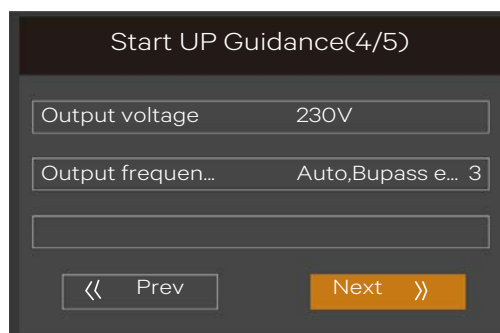 Start UP Guidance(4/5)
Output voltage 230V
Output frequen... Auto,Bupass e... 3
《 Prev Next 》